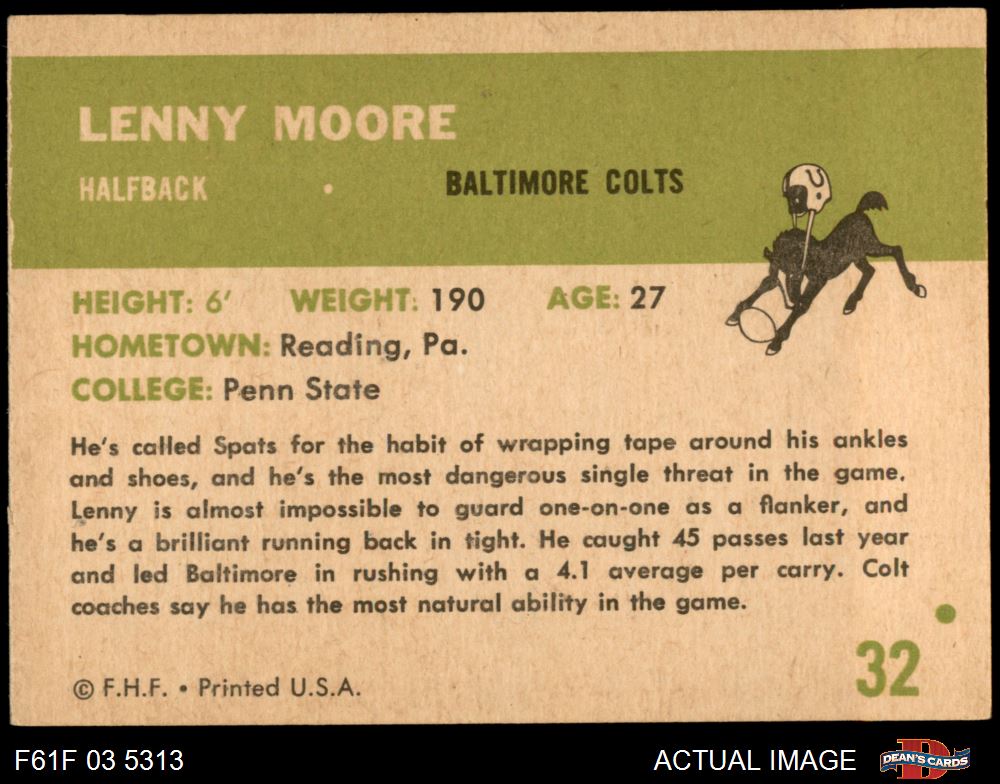 LENNY MOORE
HALFBACK • BALTIMORE COLTS
HEIGHT: 6' WEIGHT: 190 AGE: 27
HOMETOWN: Reading, Pa.
COLLEGE: Penn State
He's called Spats for the habit of wrapping tape around his ankles
and shoes, and he's the most dangerous single threat in the game.
Lenny is almost impossible to guard one-on-one as a flanker, and
he's a brilliant running back in tight. He caught 45 passes last year
and led Baltimore in rushing with a 4.1 average per carry. Colt
coaches say he has the most natural ability in the game.
32
© F.H.F. • Printed U.S.A.
F61F 03 5313
ACTUAL IMAGE
D
DEAN'S CARDS